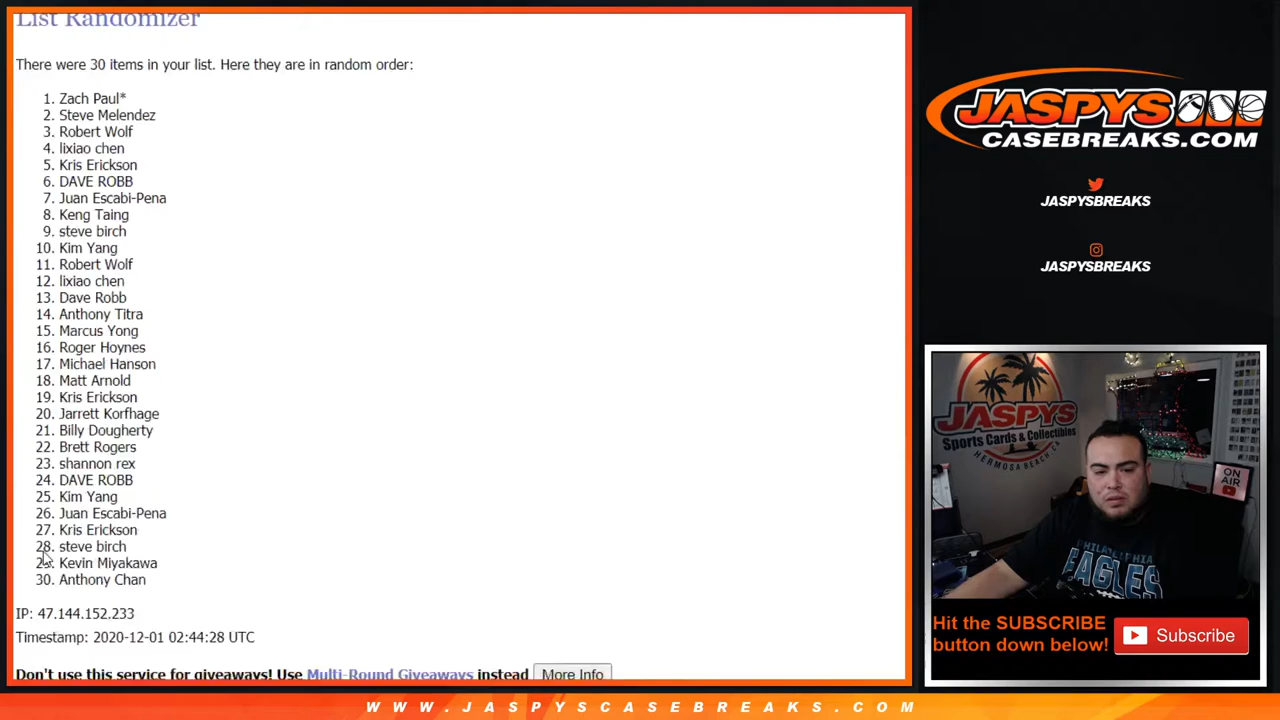 List Randomizer
There were 30 items in your list. Here they are in random order:
1. Zach Paul*
2. Steve Melendez
3. Robert Wolf
4. lixiao chen
5. Kris Erickson
6. DAVE ROBB
7. Juan Escabi-Pena
8. Keng Taing
9. steve birch
10. Kim Yang
11. Robert Wolf
12. lixiao chen
13. Dave Robb
14. Anthony Titra
15. Marcus Yong
16. Roger Hoynes
17. Michael Hanson
18. Matt Arnold
19. Kris Erickson
20. Jarrett Korfhage
21. Billy Dougherty
22. Brett Rogers
23. shannon rex
24. DAVE ROBB
25. Kim Yang
26. Juan Escabi-Pena
27. Kris Erickson
28. steve birch
29. Kevin Miyakawa
30. Anthony Chan
IP: 47.144.152.233
Timestamp: 2020-12-01 02:44:28 UTC
Don't use this service for giveaways! Use Multi-Round Giveaways instead More Info
JASPYS
CASEBREAKS.COM
JASPYSBREAKS
JASPYSBREAKS
JASPYS
Sports Cards & Collectibles
HERMOSA BEACH CA
ON AIR
PHILADELPHIA
EAGLES
Hit the SUBSCRIBE
button down below!
Subscribe
WWW.JASPYSCASEBREAKS.COM